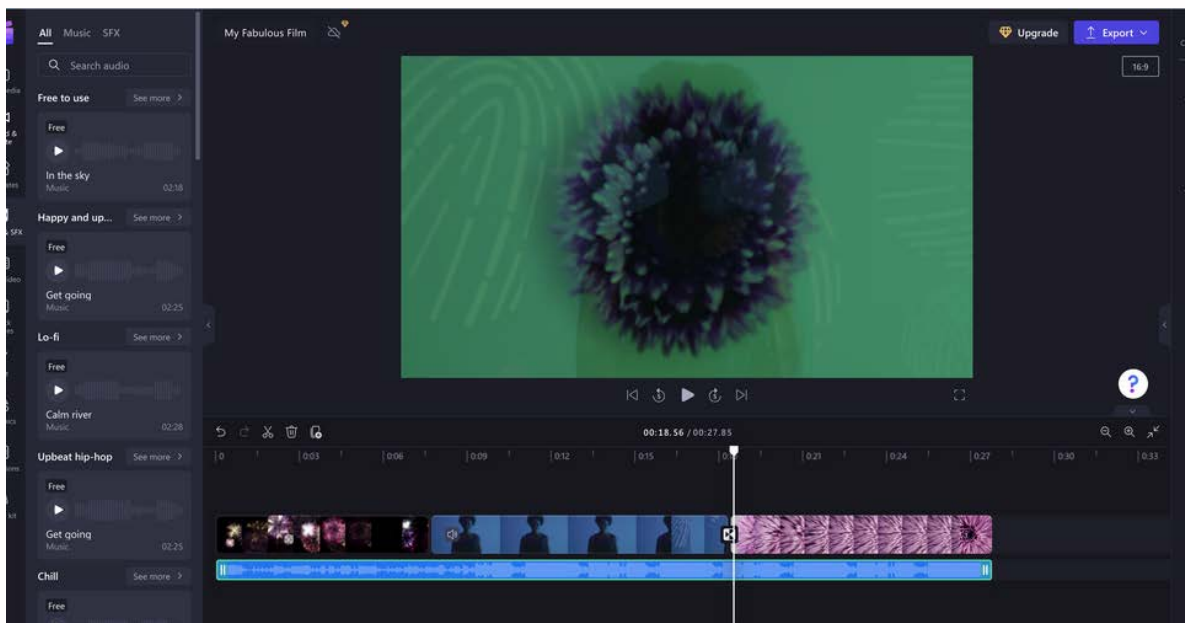 All Music SFX
Search audio
Free to use See more >
Free
In the sky
Music 02:18
Happy and up... See more >
Free
Get going
Music 02:25
Lo-fi See more >
Free
Calm river
Music 02:28
Upbeat hip-hop See more >
Free
Get going
Music 02:25
Chill See more >
Free
My Fabulous Film
Upgrade
Export
16:9
?
00:18.56 / 00:27.85
0 0:03 0:06 0:09 0:12 0:15 0:21 0:24 0:27 0:30 0:33